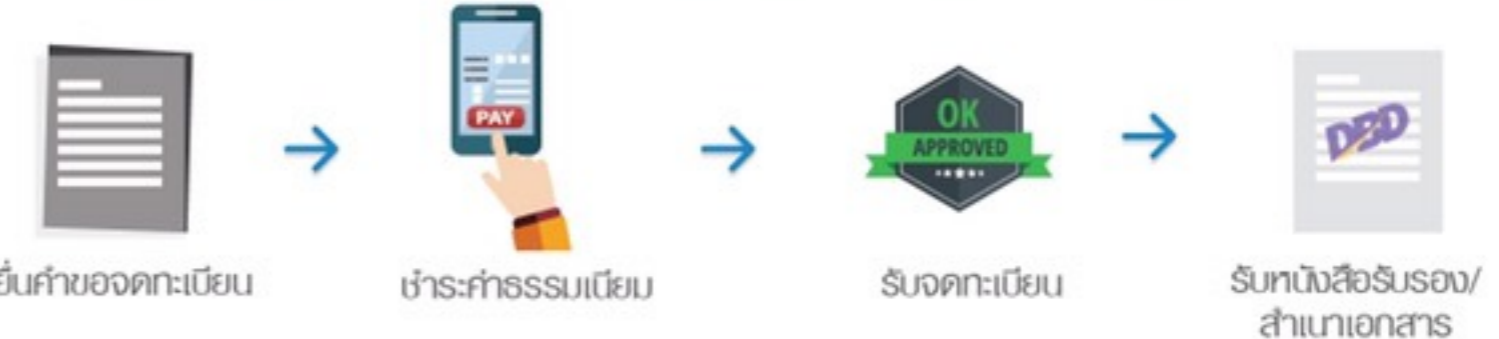 PAY
OK
APPROVED
DBD
ยื่นคำขอจดทะเบียน
ชำระค่าธรรมเนียม
รับจดทะเบียน
รับหนังสือรับรอง/
สำเนาเอกสาร